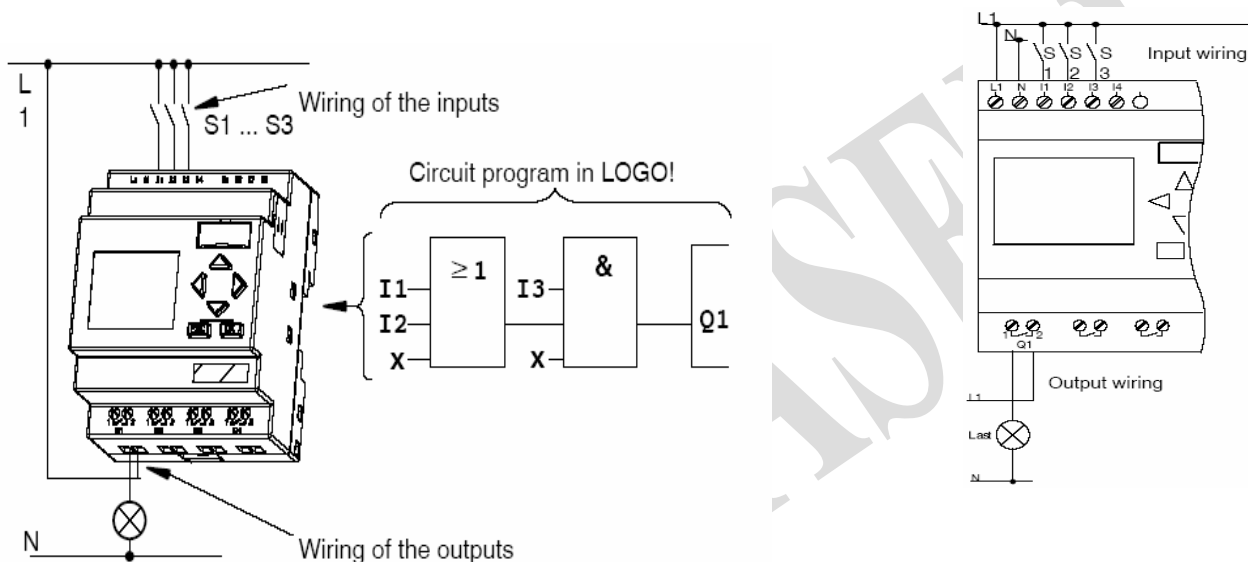 L
1
Wiring of the inputs
S1 ... S3
Circuit program in LOGO!
≥1
&
I1
I2
X
I3
X
Q1
N
Wiring of the outputs
L1
N
S S S
1 2 3
Input wiring
L1 N I1 I2 I3 I4
1 2
Q1
Output wiring
L1
Last
N